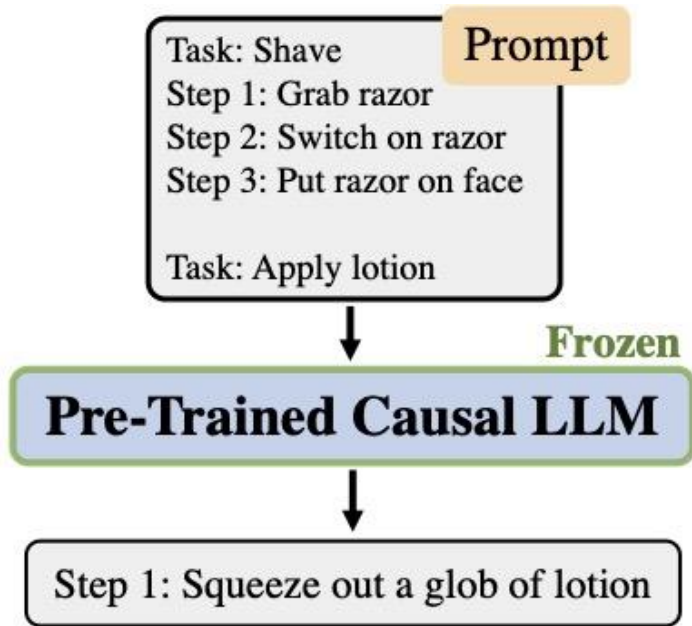 Prompt
Task: Shave
Step 1: Grab razor
Step 2: Switch on razor
Step 3: Put razor on face
Task: Apply lotion
Frozen
Pre-Trained Causal LLM
Step 1: Squeeze out a glob of lotion